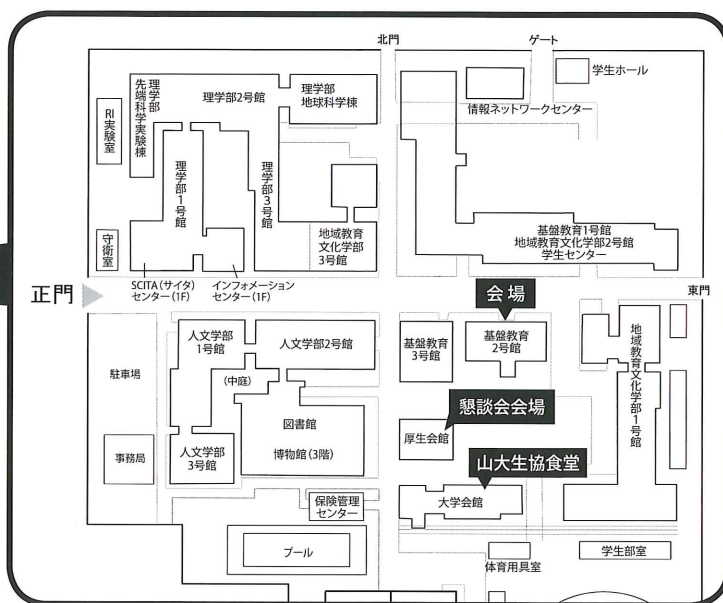 北門
ゲート
学生ホール
情報ネットワークセンター
理学部
先端科学実験棟
理学部2号館
理学部
地球科学棟
RI実験室
理学部1号館
理学部3号館
守衛室
地域教育
文化学部
3号館
基盤教育1号館
地域教育文化学部2号館
学生センター
正門
SCITA(サイタ)
センター(1F)
インフォメーション
センター(1F)
会場
東門
人文学部
1号館
人文学部2号館
基盤教育
3号館
基盤教育
2号館
地域教育文化学部1号館
駐車場
(中庭)
懇談会会場
図書館
博物館(3階)
厚生会館
事務局
人文学部
3号館
山大生協食堂
保険管理
センター
大学会館
プール
体育用具室
学生部室